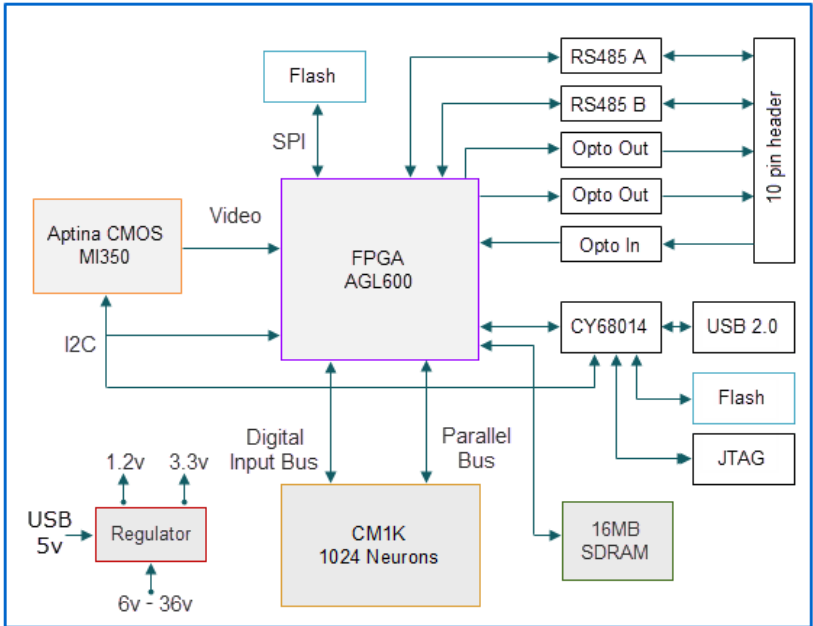 Flash
SPI
RS485 A
RS485 B
Opto Out
Opto Out
Opto In
10 pin header
Aptina CMOS
MI350
Video
FPGA
AGL600
I2C
CY68014
USB 2.0
Flash
JTAG
Digital
Input Bus
Parallel
Bus
1.2v
3.3v
USB
5v
Regulator
6v - 36v
CM1K
1024 Neurons
16MB
SDRAM